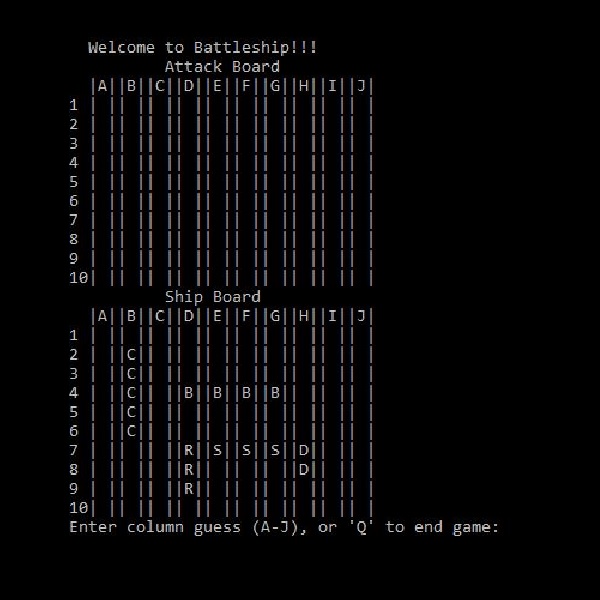 Welcome to Battleship!!!
Attack Board
|A||B||C||D||E||F||G||H||I||J|
1 | || || || || || || || || || |
2 | || || || || || || || || || |
3 | || || || || || || || || || |
4 | || || || || || || || || || |
5 | || || || || || || || || || |
6 | || || || || || || || || || |
7 | || || || || || || || || || |
8 | || || || || || || || || || |
9 | || || || || || || || || || |
10| || || || || || || || || || |
Ship Board
|A||B||C||D||E||F||G||H||I||J|
1 | || || || || || || || || || |
2 | ||C|| || || || || || || || |
3 | ||C|| || || || || || || || |
4 | ||C|| ||B||B||B||B|| || || |
5 | ||C|| || || || || || || || |
6 | ||C|| || || || || || || || |
7 | || || ||R||S||S||S||D|| || |
8 | || || ||R|| || || ||D|| || |
9 | || || ||R|| || || || || || |
10| || || || || || || || || || |
Enter column guess (A-J), or 'Q' to end game: